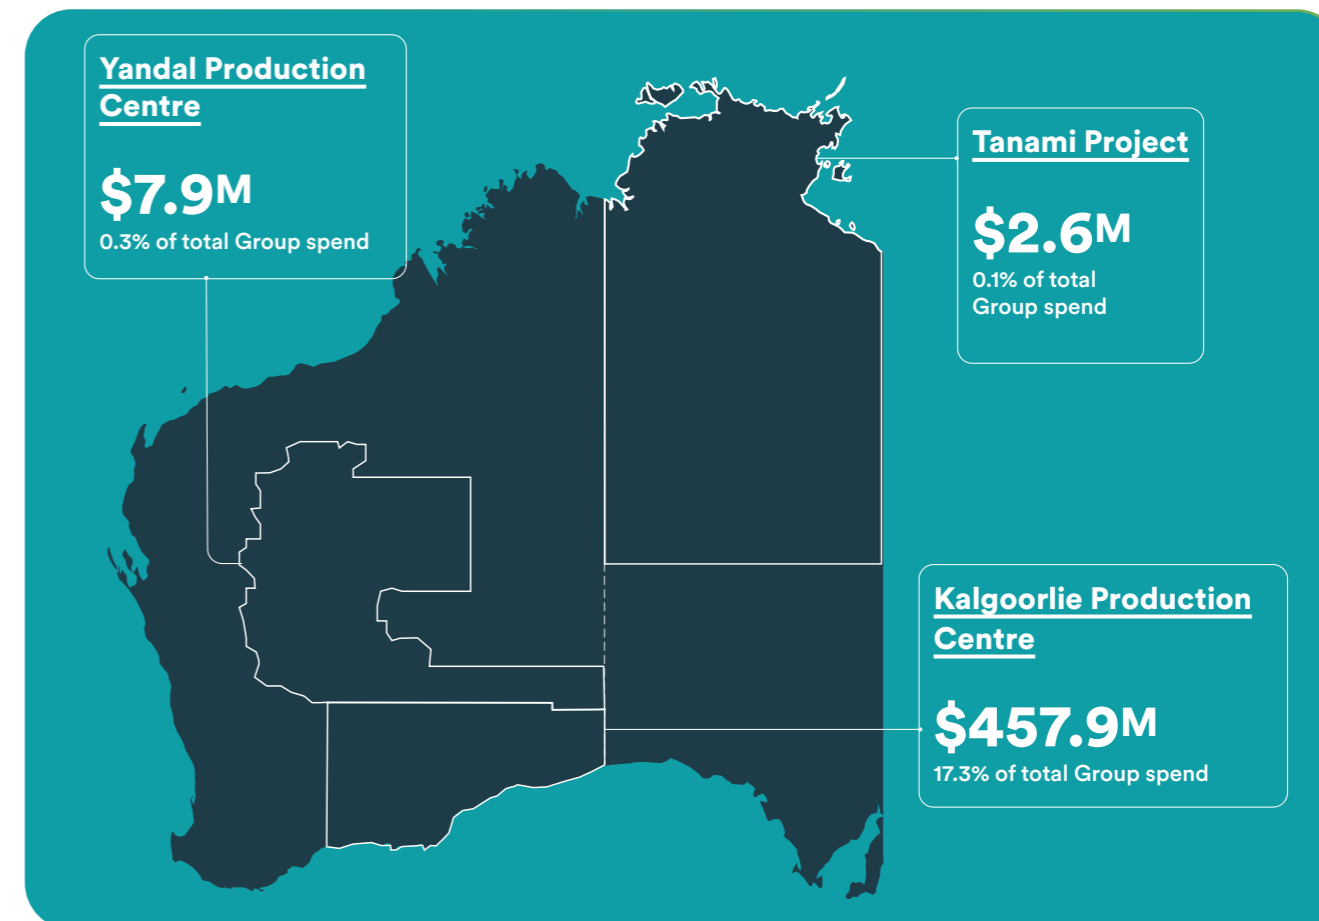 Yandal Production
Centre
$7.9M
0.3% of total Group spend
Tanami Project
$2.6M
0.1% of total
Group spend
Kalgoorlie Production
Centre
$457.9M
17.3% of total Group spend